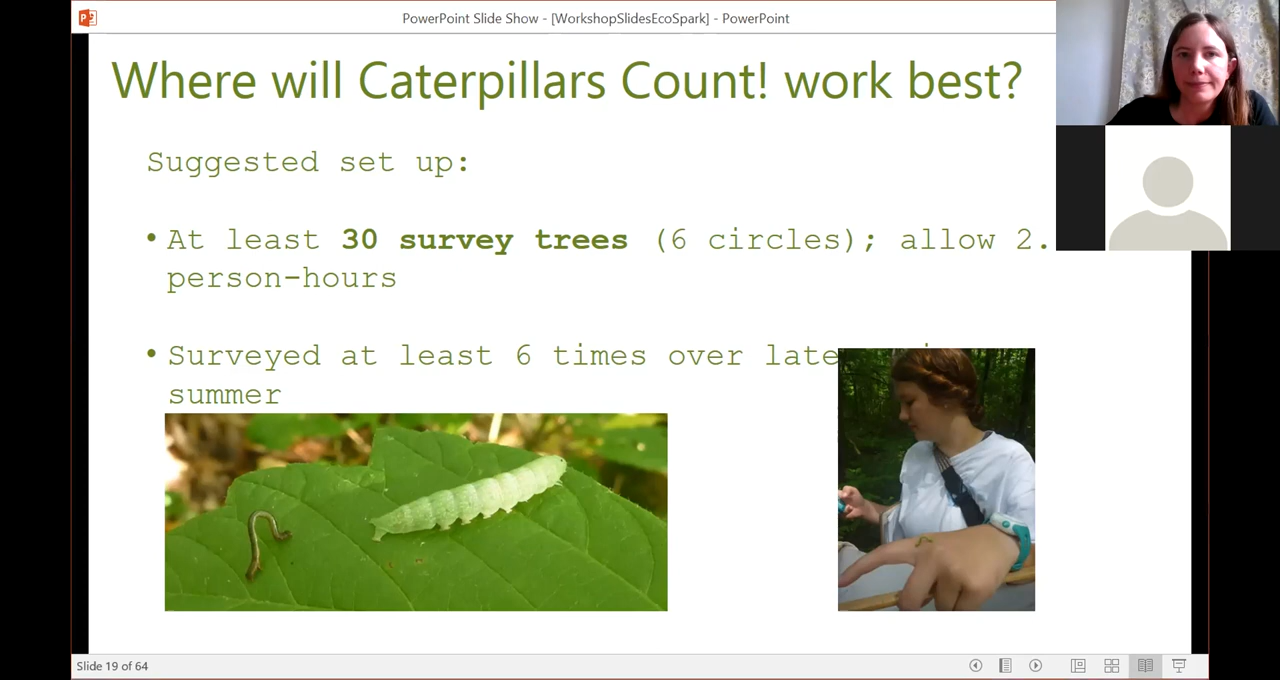 PowerPoint Slide Show - [WorkshopSlidesEcoSpark] - PowerPoint
Where will Caterpillars Count! work best?
Suggested set up:
• At least 30 survey trees (6 circles); allow 2.
person-hours
• Surveyed at least 6 times over late
summer
Slide 19 of 64